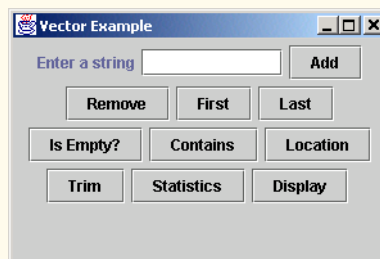 Vector Example
Enter a string Add
Remove First Last
Is Empty? Contains Location
Trim Statistics Display